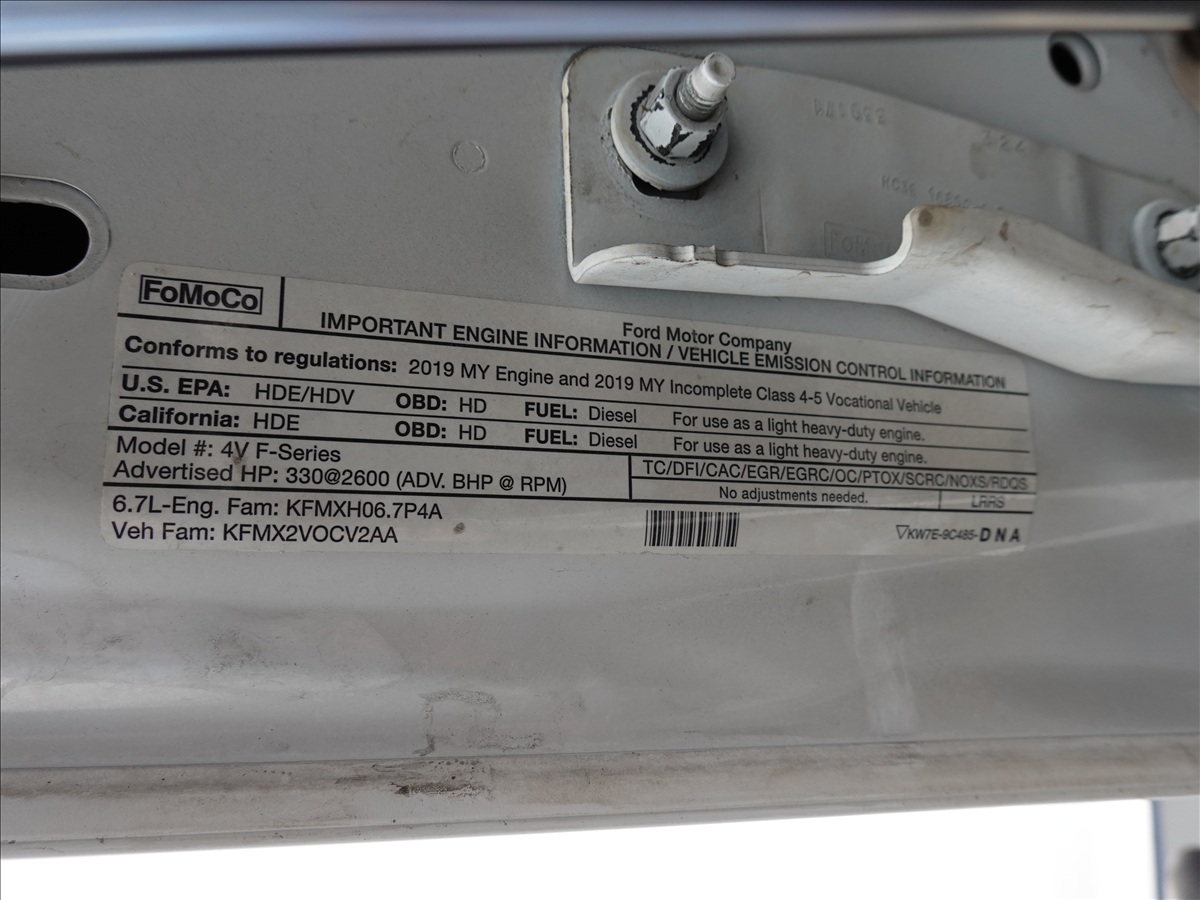 FoMoCo
Ford Motor Company
IMPORTANT ENGINE INFORMATION / VEHICLE EMISSION CONTROL INFORMATION
Conforms to regulations: 2019 MY Engine and 2019 MY Incomplete Class 4-5 Vocational Vehicle
U.S. EPA: HDE/HDV OBD: HD FUEL: Diesel For use as a light heavy-duty engine.
California: HDE OBD: HD FUEL: Diesel For use as a light heavy-duty engine.
Model #: 4V F-Series
Advertised HP: 330@2600 (ADV. BHP @ RPM)
TC/DFI/CAC/EGR/EGRC/OC/PTOX/SCRC/NOXS/RDQS
No adjustments needed. LRRS
6.7L-Eng. Fam: KFMXH06.7P4A
Veh Fam: KFMX2VOCV2AA
KW7E-9C485-DNA